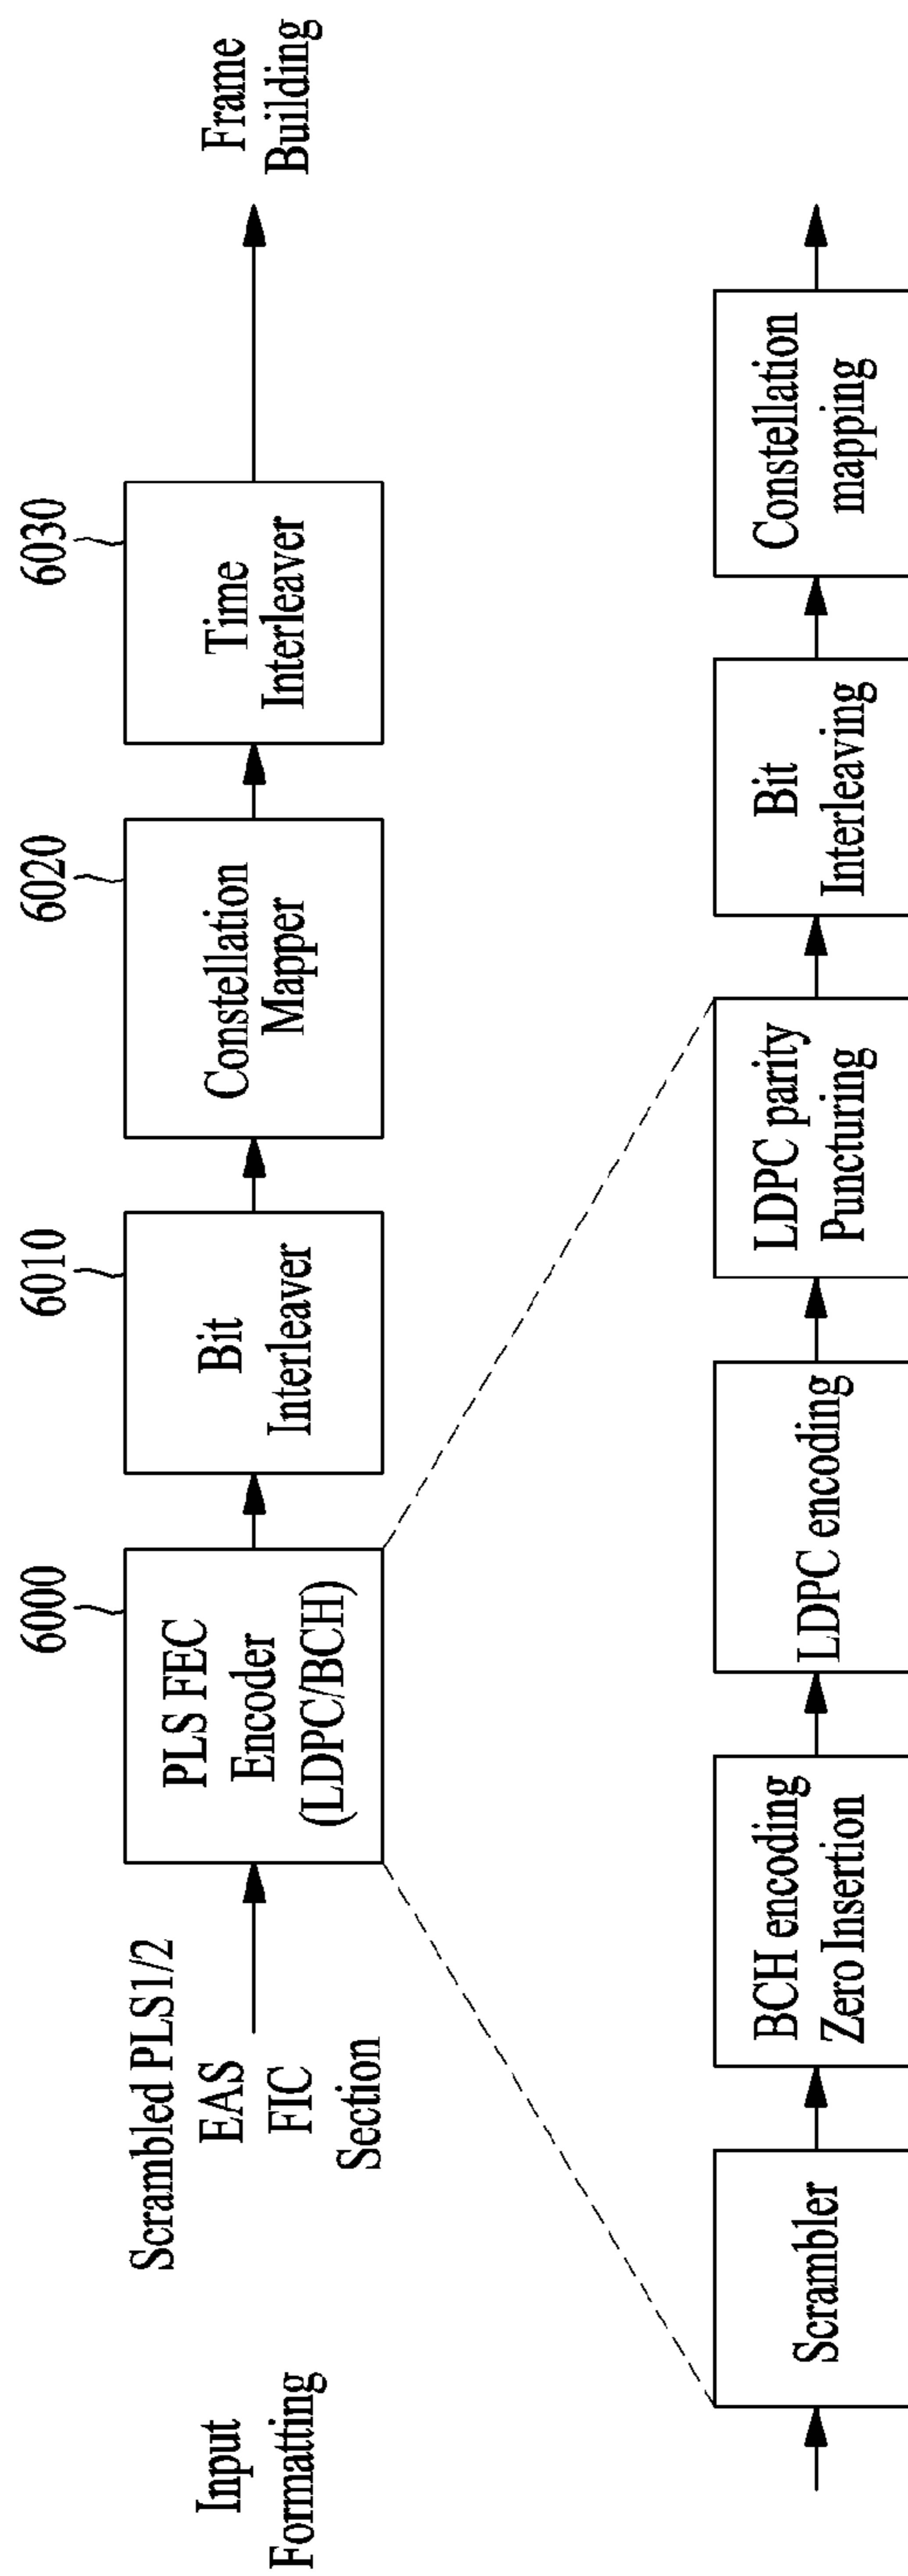 Input
Formatting
Scrambled PLS1/2
EAS
FIC
Section
6000
PLS FEC
Encoder
(LDPC/BCH)
6010
Bit
Interleaver
6020
Constellation
Mapper
6030
Time
Interleaver
Frame
Building
Scrambler
BCH encoding
Zero Insertion
LDPC encoding
LDPC parity
Puncturing
Bit
Interleaving
Constellation
mapping